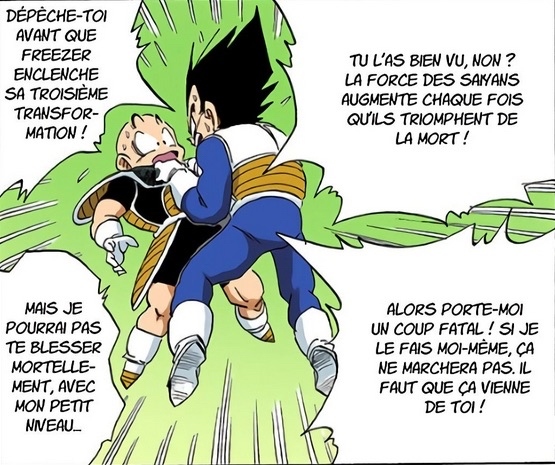 DÉPÊCHE-TOI
AVANT QUE
FREEZER
ENCLENCHE
SA TROISIÈME
TRANSFOR-
MATION !
TU L'AS BIEN VU, NON ?
LA FORCE DES SAIYANS
AUGMENTE CHAQUE FOIS
QU'ILS TRIOMPHENT DE
LA MORT !
MAIS JE
POURRAI PAS
TE BLESSER
MORTELLE-
MENT, AVEC
MON PETIT
NIVEAU...
ALORS PORTE-MOI
UN COUP FATAL ! SI JE
LE FAIS MOI-MÊME, ÇA
NE MARCHERA PAS. IL
FAUT QUE ÇA VIENNE
DE TOI !